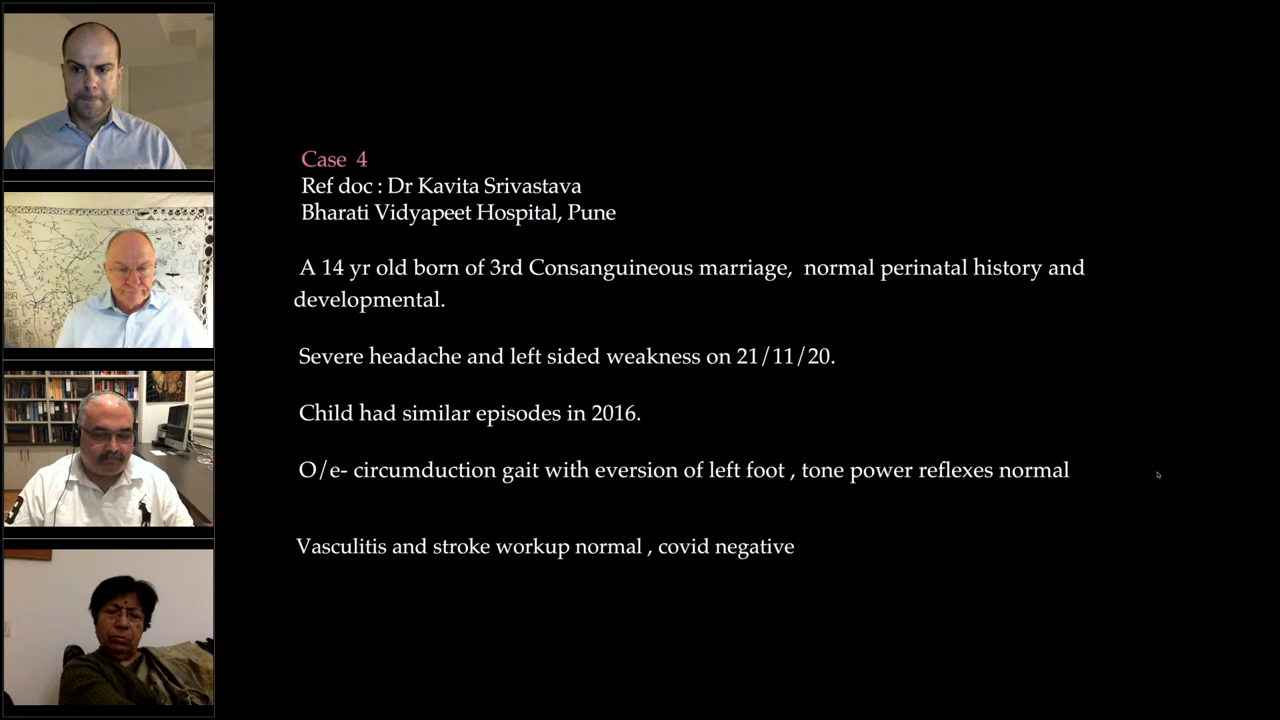 Case 4
Ref doc : Dr Kavita Srivastava
Bharati Vidyapeet Hospital, Pune
A 14 yr old born of 3rd Consanguineous marriage, normal perinatal history and
developmental.
Severe headache and left sided weakness on 21/11/20.
Child had similar episodes in 2016.
O/e- circumduction gait with eversion of left foot , tone power reflexes normal
Vasculitis and stroke workup normal , covid negative